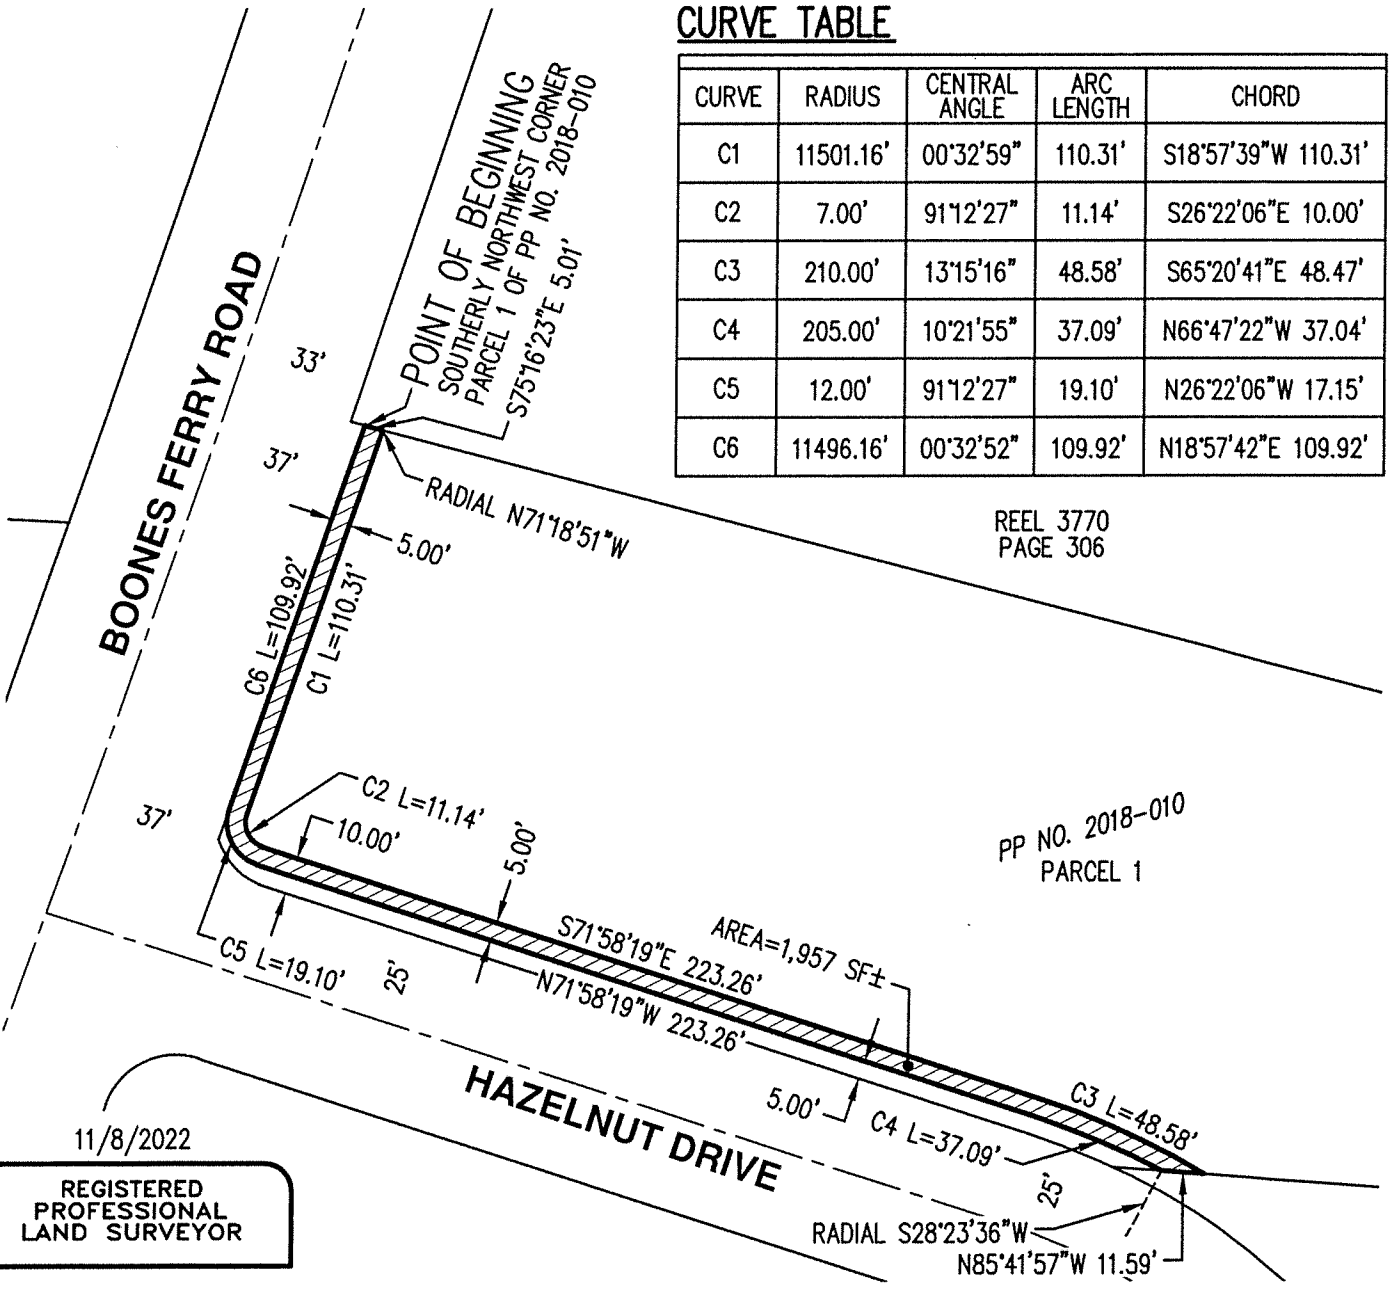 CURVE TABLE
CURVE RADIUS CENTRAL ANGLE ARC LENGTH CHORD
C1 11501.16' 00°32'59" 110.31' S18°57'39"W 110.31'
C2 7.00' 91°12'27" 11.14' S26°22'06"E 10.00'
C3 210.00' 13°15'16" 48.58' S65°20'41"E 48.47'
C4 205.00' 10°21'55" 37.09' N66°47'22"W 37.04'
C5 12.00' 91°12'27" 19.10' N26°22'06"W 17.15'
C6 11496.16' 00°32'52" 109.92' N18°57'42"E 109.92'
POINT OF BEGINNING
SOUTHERLY NORTHWEST CORNER
PARCEL 1 OF PP NO. 2018-010
S75°16'23"E 5.01'
BOONES FERRY ROAD
33'
37'
RADIAL N71°18'51"W
5.00'
REEL 3770
PAGE 306
C6 L=109.92'
C1 L=110.31'
37'
C2 L=11.14'
10.00'
5.00'
PP NO. 2018-010
PARCEL 1
S71°58'19"E 223.26'
AREA=1,957 SF±
C5 L=19.10'
25'
N71°58'19"W 223.26'
HAZELNUT DRIVE
5.00'
C4 L=37.09'
C3 L=48.58'
25'
RADIAL S28°23'36"W
N85°41'57"W 11.59'
11/8/2022
REGISTERED
PROFESSIONAL
LAND SURVEYOR